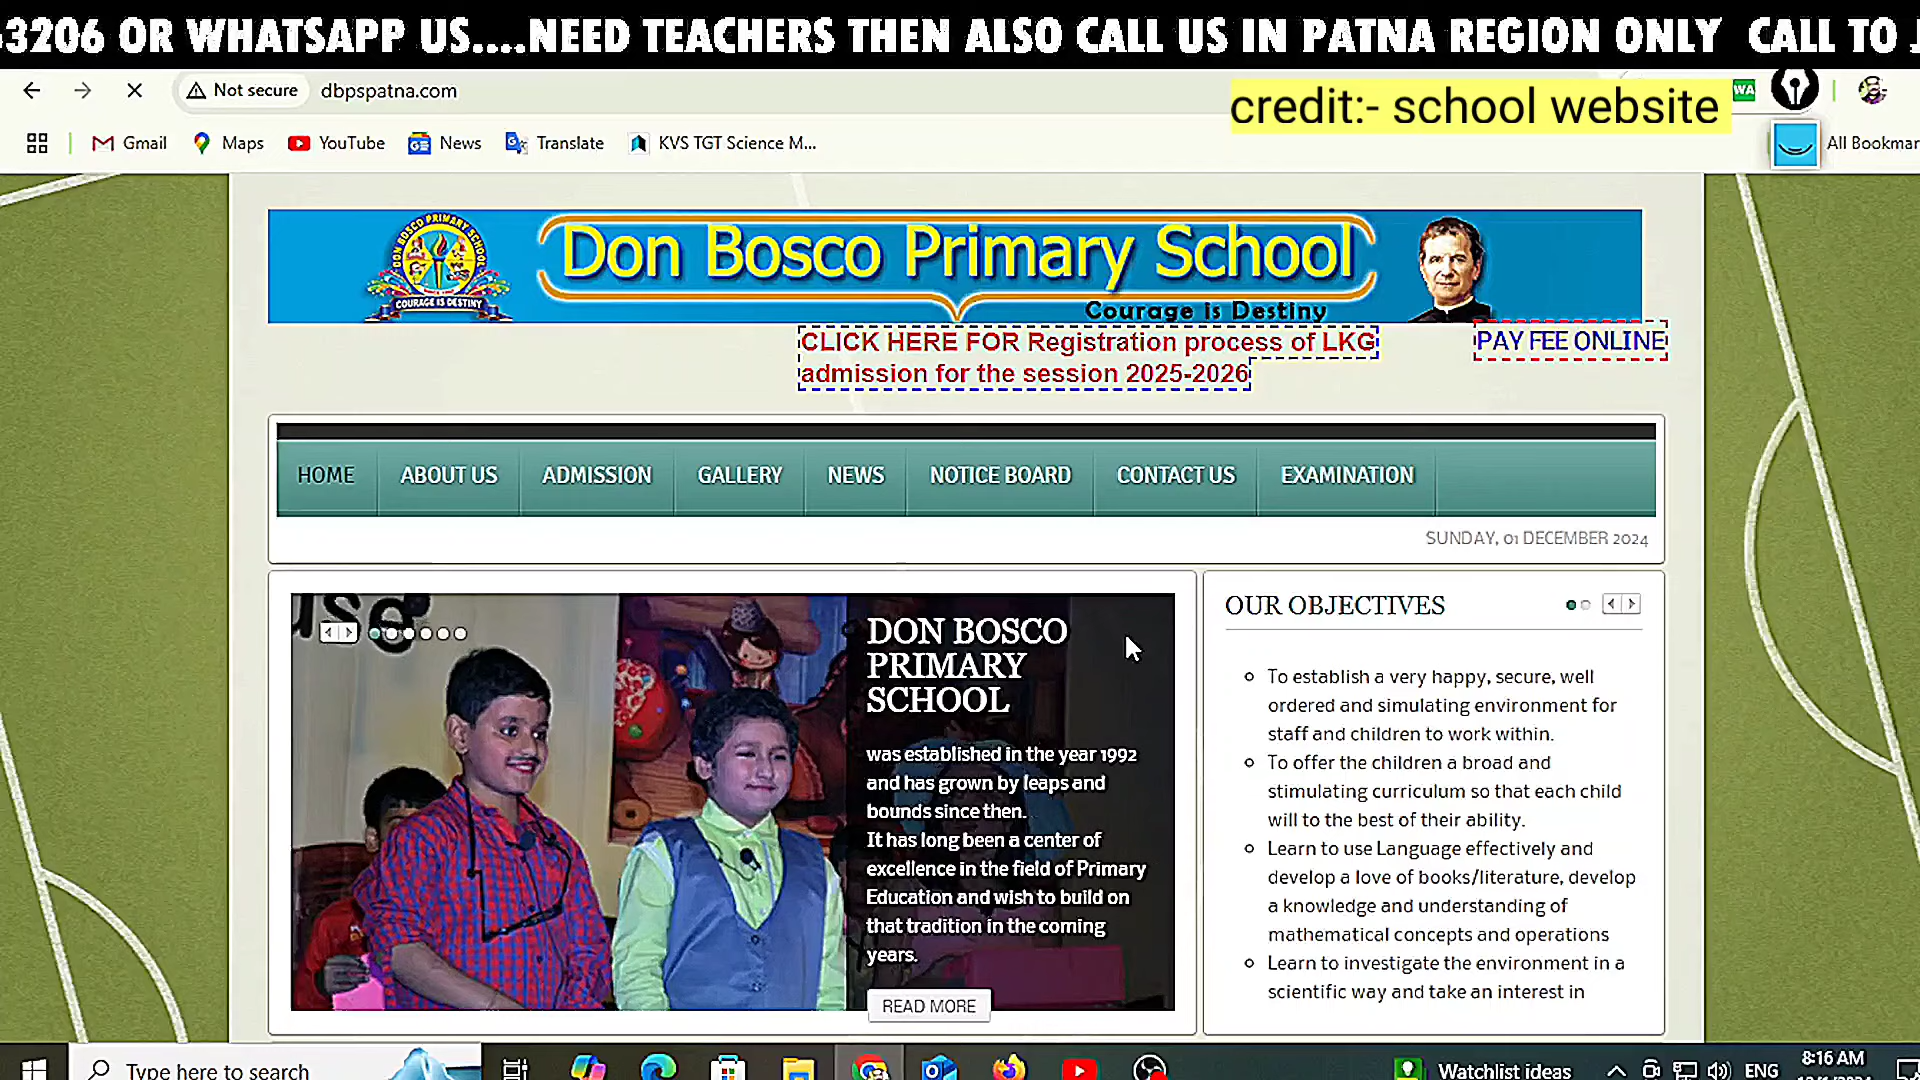 3206 OR WHATSAPP US....NEED TEACHERS THEN ALSO CALL US IN PATNA REGION ONLY CALL TO
Not secure dbpspatna.com
credit:- school website
WA
Gmail Maps YouTube News Translate KVS TGT Science M... All Bookmar
DON BOSCO PRIMARY SCHOOL
COURAGE IS DESTINY
Don Bosco Primary School
Courage is Destiny
CLICK HERE FOR Registration process of LKG
admission for the session 2025-2026
PAY FEE ONLINE
HOME ABOUT US ADMISSION GALLERY NEWS NOTICE BOARD CONTACT US EXAMINATION
SUNDAY, 01 DECEMBER 2024
use
DON BOSCO
PRIMARY
SCHOOL
was established in the year 1992
and has grown by leaps and
bounds since then.
It has long been a center of
excellence in the field of Primary
Education and wish to build on
that tradition in the coming
years.
READ MORE
OUR OBJECTIVES
To establish a very happy, secure, well
ordered and simulating environment for
staff and children to work within.
To offer the children a broad and
stimulating curriculum so that each child
will to the best of their ability.
Learn to use Language effectively and
develop a love of books/literature, develop
a knowledge and understanding of
mathematical concepts and operations
Learn to investigate the environment in a
scientific way and take an interest in
Type here to search
Watchlist ideas
ENG
8:16 AM